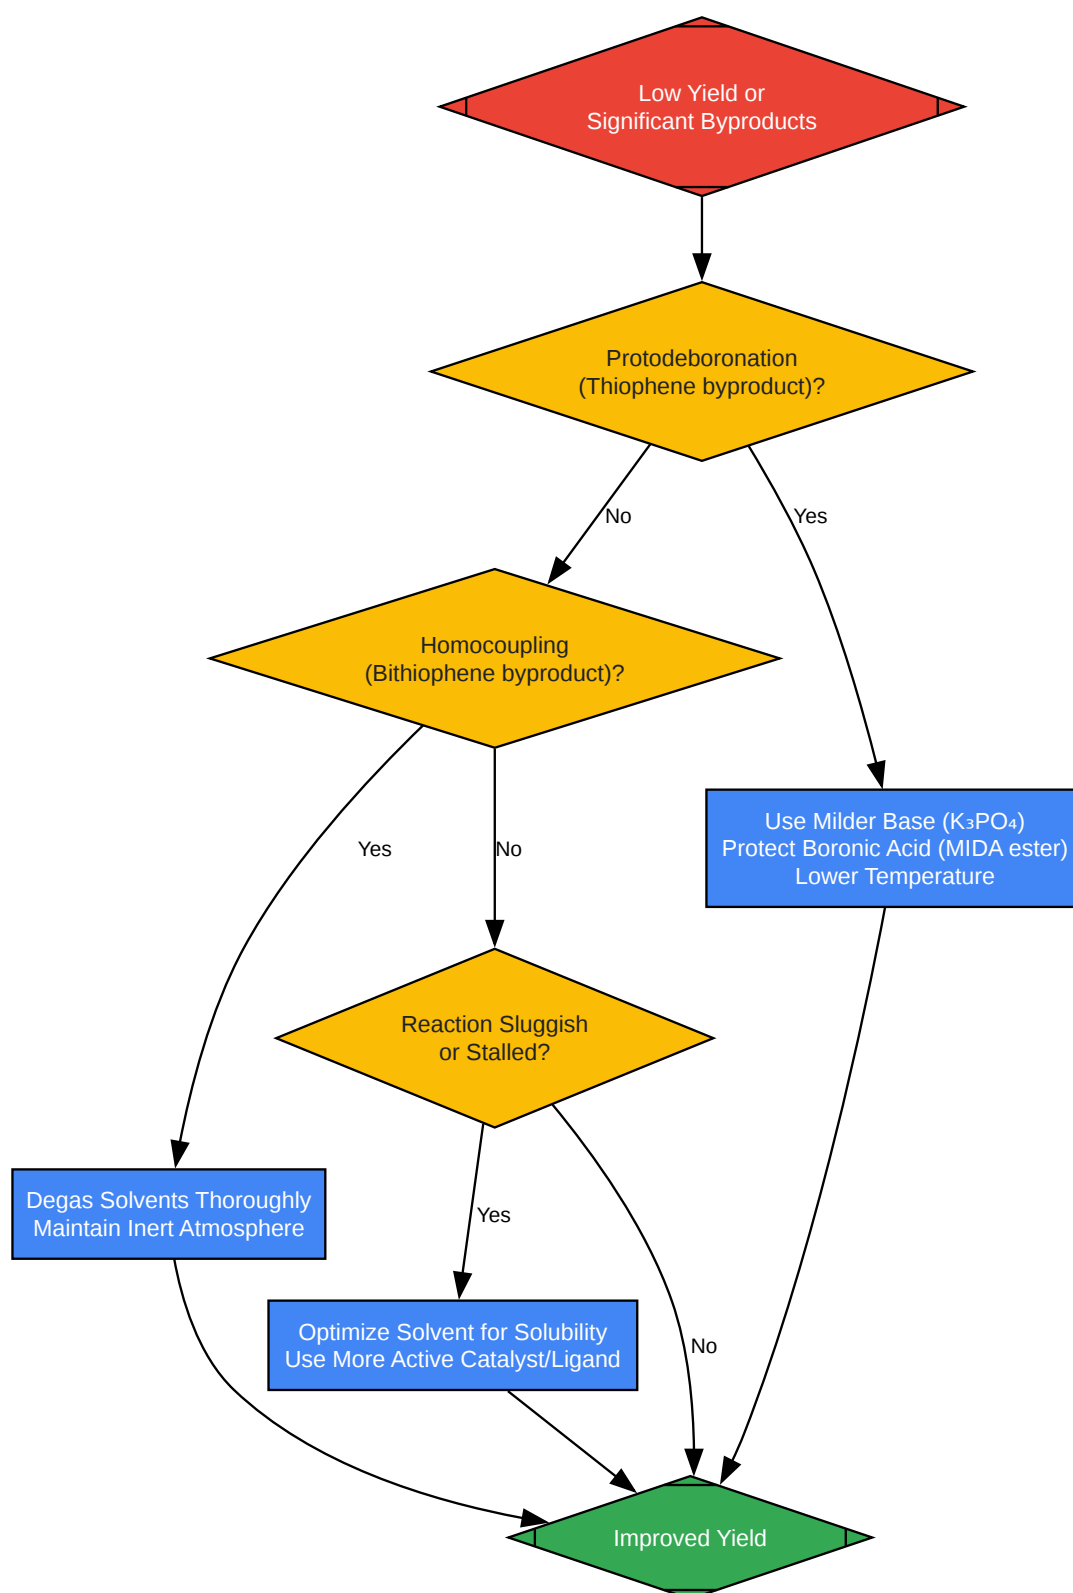 Low Yield or
Significant Byproducts
Protodeboronation
(Thiophene byproduct)?
No
Yes
Homocoupling
(Bithiophene byproduct)?
Use Milder Base (K₃PO₄)
Protect Boronic Acid (MIDA ester)
Lower Temperature
Yes
No
Reaction Sluggish
or Stalled?
Degas Solvents Thoroughly
Maintain Inert Atmosphere
Yes
Optimize Solvent for Solubility
Use More Active Catalyst/Ligand
No
Improved Yield